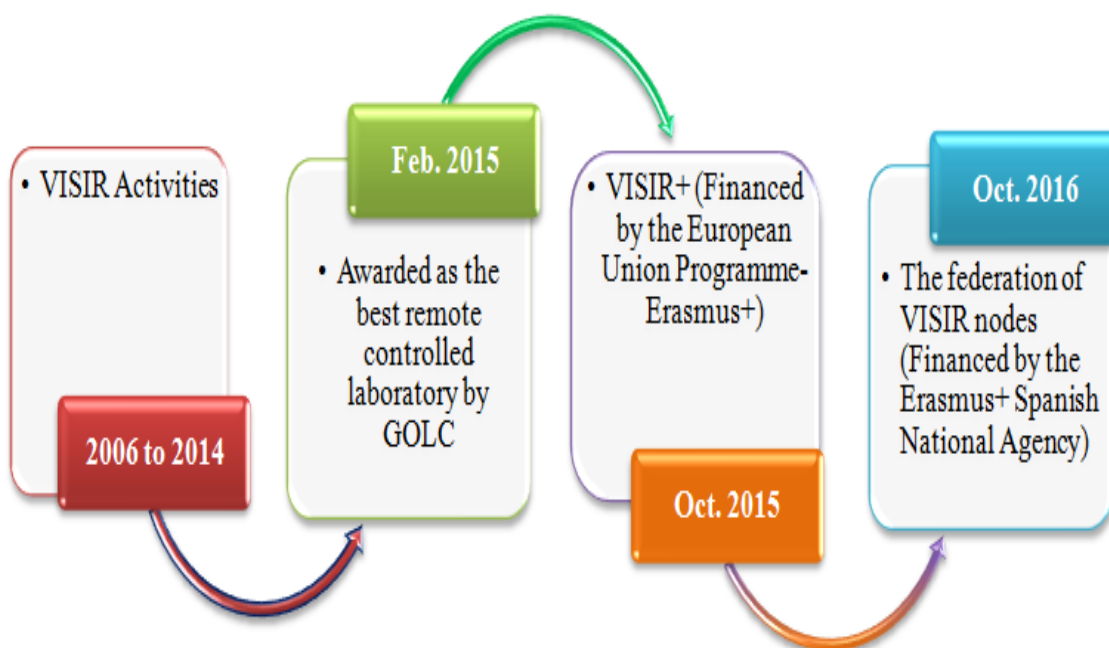 • VISIR Activities
2006 to 2014
Feb. 2015
• Awarded as the
best remote
controlled
laboratory by
GOLC
• VISIR+ (Financed
by the European
Union Programme-
Erasmus+)
Oct. 2015
Oct. 2016
• The federation of
VISIR nodes
(Financed by the
Erasmus+ Spanish
National Agency)